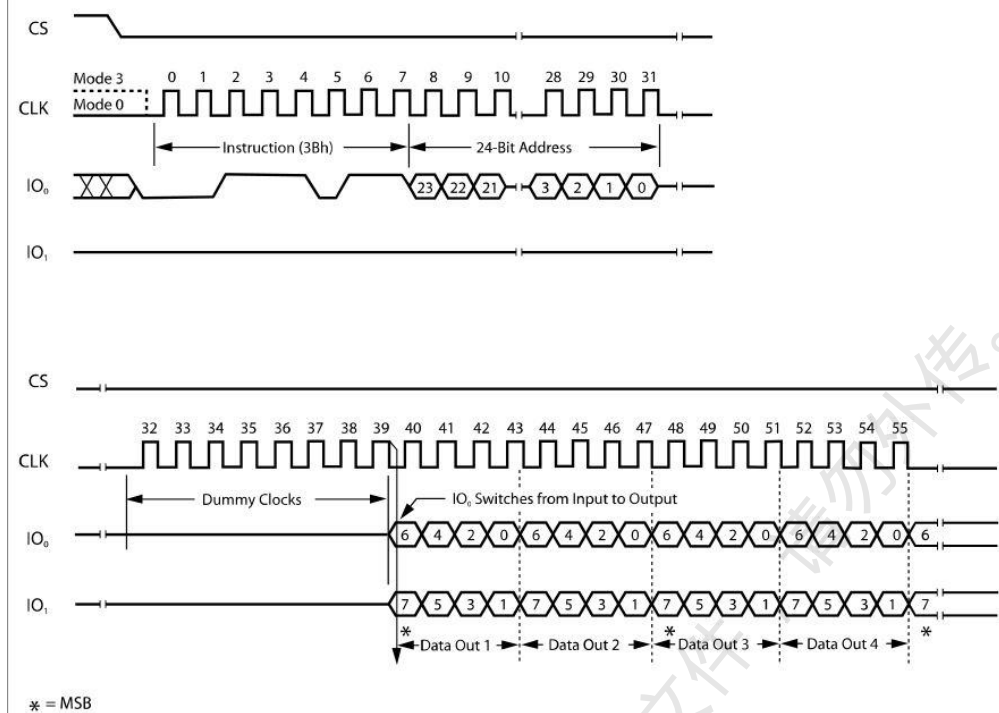 CS
Mode 3 0 1 2 3 4 5 6 7 8 9 10 28 29 30 31
CLK Mode 0
Instruction (3Bh) 24-Bit Address
IO₀ 23 22 21 3 2 1 0
IO₁
CS
32 33 34 35 36 37 38 39 40 41 42 43 44 45 46 47 48 49 50 51 52 53 54 55
CLK
Dummy Clocks IO₀ Switches from Input to Output
IO₀ 6 4 2 0 6 4 2 0 6 4 2 0 6 4 2 0 6
IO₁ 7 5 3 1 7 5 3 1 7 5 3 1 7 5 3 1 7
* * *
Data Out 1 Data Out 2 Data Out 3 Data Out 4
* = MSB
文件，请勿外传。